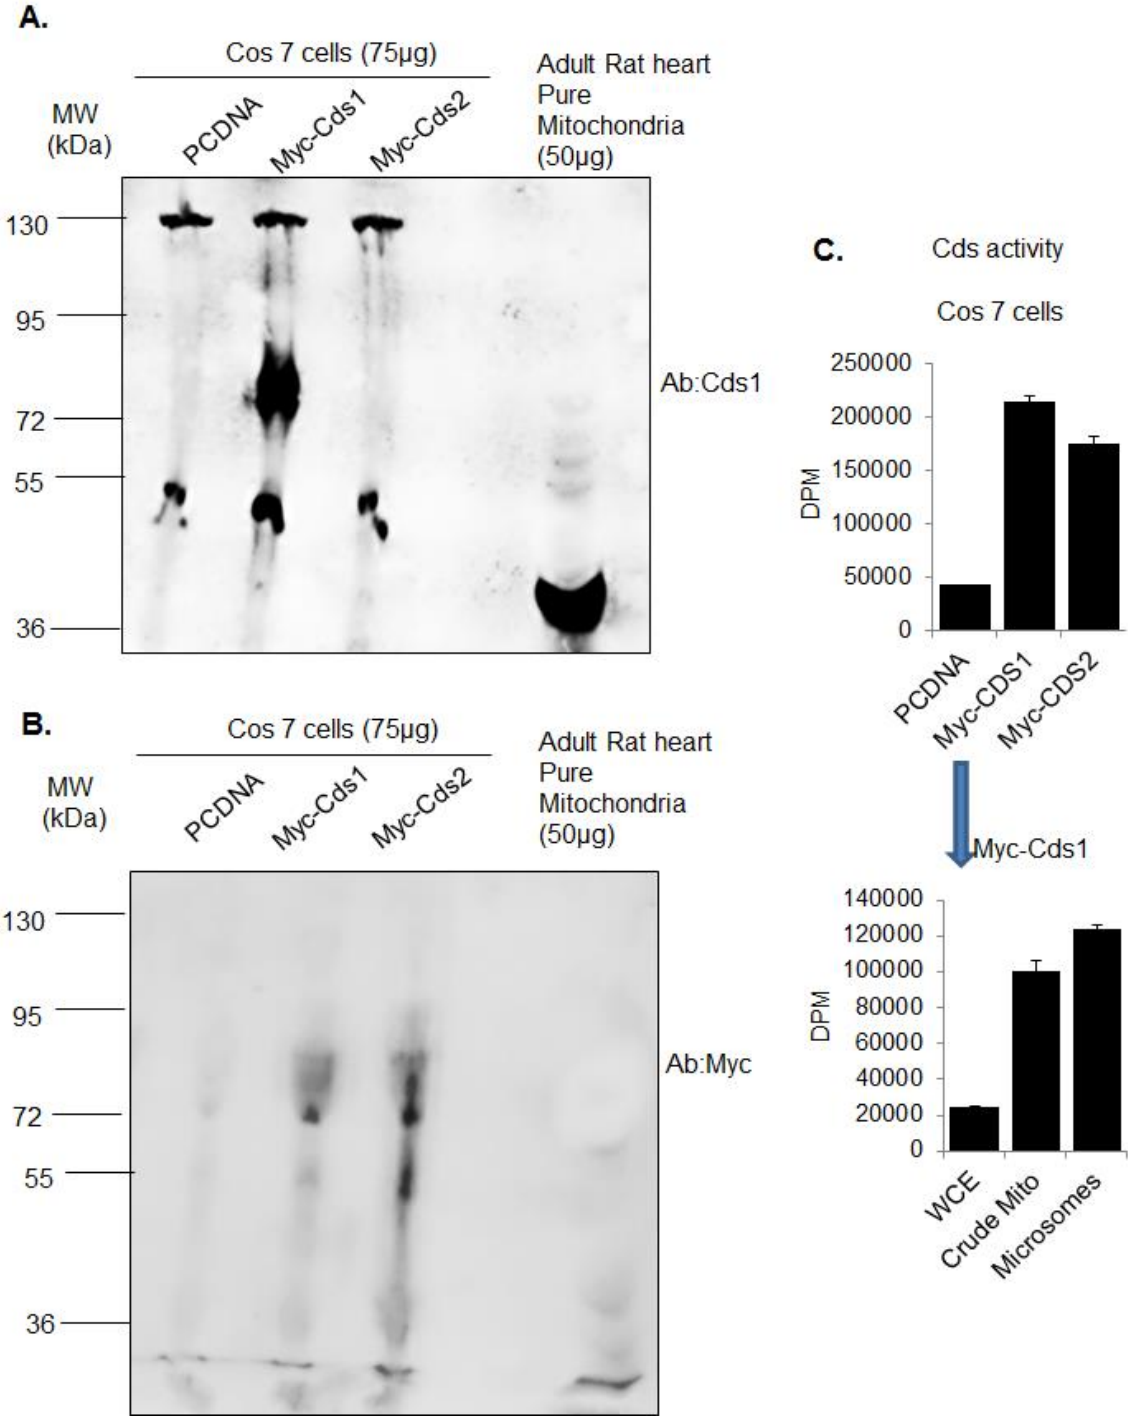 A.
Cos 7 cells (75µg)
Adult Rat heart
Pure
Mitochondria
(50µg)
MW
(kDa)
PCDNA
Myc-Cds1
Myc-Cds2
130
95
72
55
36
Ab:Cds1
B.
Cos 7 cells (75µg)
Adult Rat heart
Pure
Mitochondria
(50µg)
MW
(kDa)
PCDNA
Myc-Cds1
Myc-Cds2
130
95
72
55
36
Ab:Myc
C.
Cds activity
Cos 7 cells
250000
200000
150000
100000
50000
0
DPM
PCDNA
Myc-CDS1
Myc-CDS2
Myc-Cds1
140000
120000
100000
80000
60000
40000
20000
0
DPM
WCE
Crude Mito
Microsomes